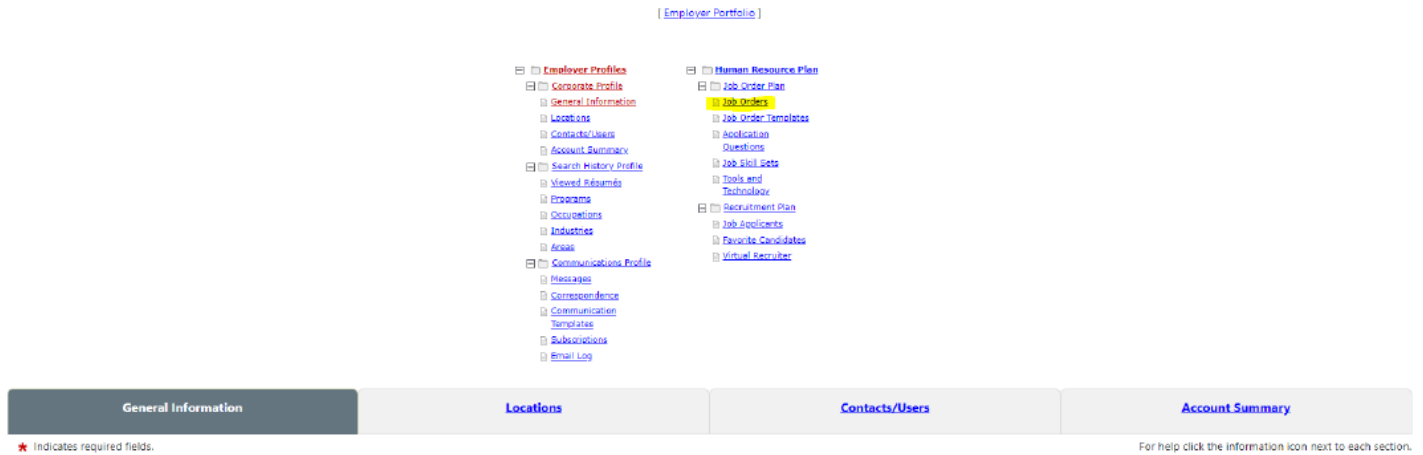 [ Employer Portfolio ]
Employer Profiles
Corporate Profile
General Information
Locations
Contacts/Users
Account Summary
Search History Profile
Viewed Résumés
Programs
Occupations
Industries
Areas
Communications Profile
Messages
Correspondence
Communication
Templates
Subscriptions
Email Log
Human Resource Plan
Job Order Plan
Job Orders
Job Order Templates
Application
Questions
Job Skill Sets
Tools and
Technology
Recruitment Plan
Job Applicants
Favorite Candidates
Virtual Recruiter
General Information
Locations
Contacts/Users
Account Summary
* Indicates required fields.
For help click the information icon next to each section.